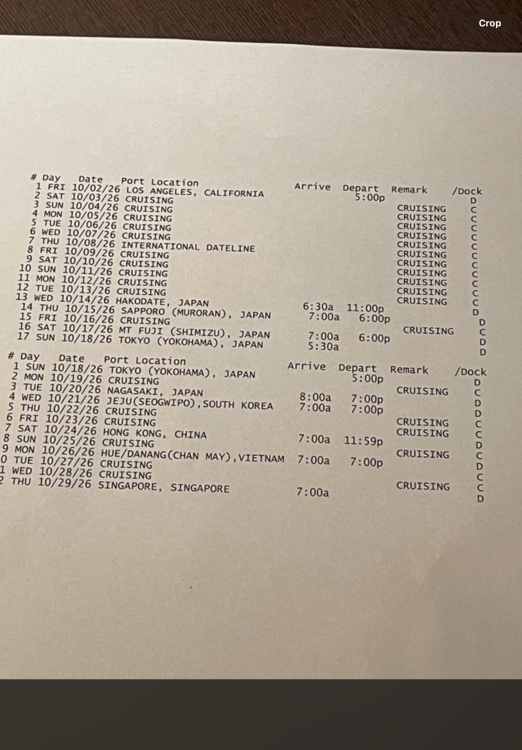 Crop
# Day Date Port Location Arrive Depart Remark /Dock
1 FRI 10/02/26 LOS ANGELES, CALIFORNIA 5:00p D
2 SAT 10/03/26 CRUISING CRUISING C
3 SUN 10/04/26 CRUISING CRUISING C
4 MON 10/05/26 CRUISING CRUISING C
5 TUE 10/06/26 CRUISING CRUISING C
6 WED 10/07/26 CRUISING CRUISING C
7 THU 10/08/26 INTERNATIONAL DATELINE CRUISING C
8 FRI 10/09/26 CRUISING CRUISING C
9 SAT 10/10/26 CRUISING CRUISING C
10 SUN 10/11/26 CRUISING CRUISING C
11 MON 10/12/26 CRUISING CRUISING C
12 TUE 10/13/26 CRUISING CRUISING C
13 WED 10/14/26 HAKODATE, JAPAN 6:30a 11:00p D
14 THU 10/15/26 SAPPORO (MURORAN), JAPAN 7:00a 6:00p D
15 FRI 10/16/26 CRUISING CRUISING C
16 SAT 10/17/26 MT FUJI (SHIMIZU), JAPAN 7:00a 6:00p D
17 SUN 10/18/26 TOKYO (YOKOHAMA), JAPAN 5:30a D
# Day Date Port Location Arrive Depart Remark /Dock
1 SUN 10/18/26 TOKYO (YOKOHAMA), JAPAN 5:00p D
2 MON 10/19/26 CRUISING CRUISING C
3 TUE 10/20/26 NAGASAKI, JAPAN 8:00a 7:00p D
4 WED 10/21/26 JEJU(SEOGWIPO),SOUTH KOREA 7:00a 7:00p D
5 THU 10/22/26 CRUISING CRUISING C
6 FRI 10/23/26 CRUISING CRUISING C
7 SAT 10/24/26 HONG KONG, CHINA 7:00a 11:59p D
8 SUN 10/25/26 CRUISING CRUISING C
9 MON 10/26/26 HUE/DANANG(CHAN MAY),VIETNAM 7:00a 7:00p D
0 TUE 10/27/26 CRUISING C
1 WED 10/28/26 CRUISING CRUISING C
2 THU 10/29/26 SINGAPORE, SINGAPORE 7:00a D